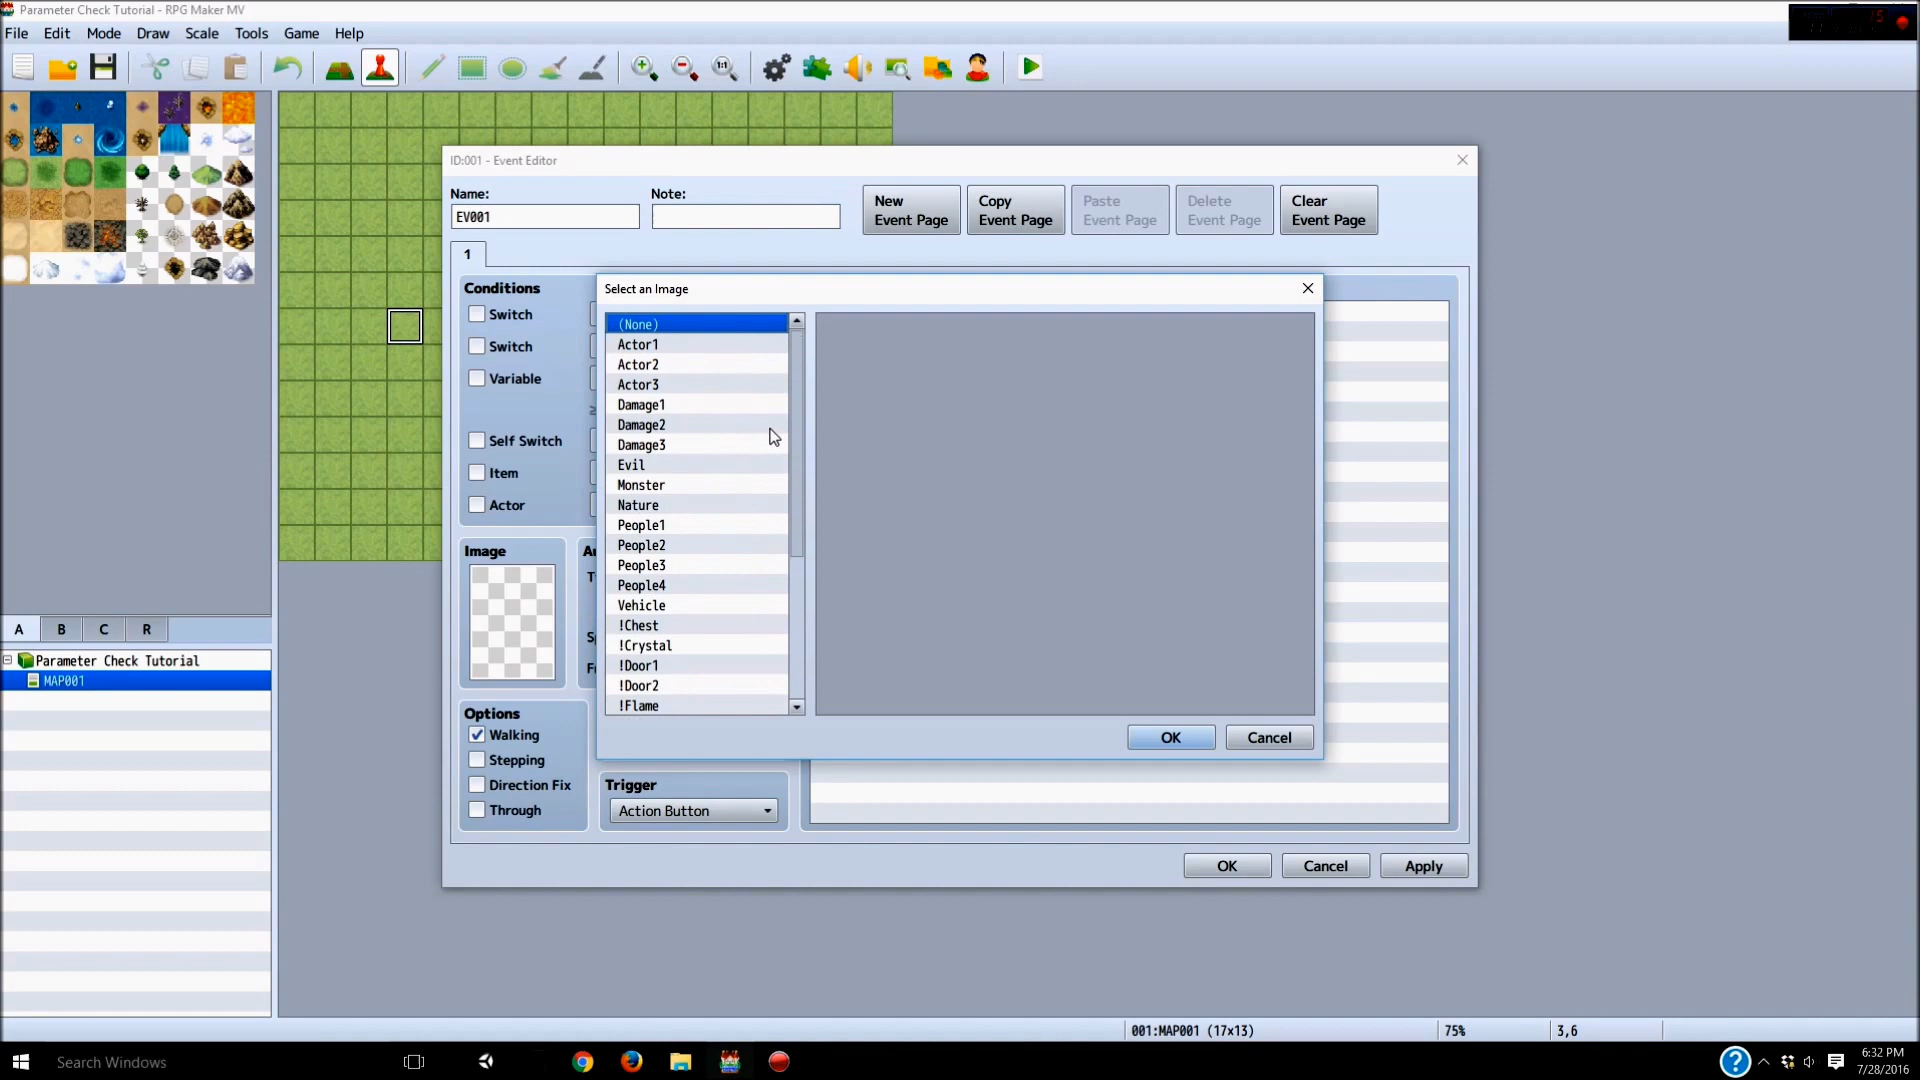 Parameter Check Tutorial - RPG Maker MV
File Edit Mode Draw Scale Tools Game Help
1:1
ID:001 - Event Editor
Name: Note:
EV001
New
Event Page
Copy
Event Page
Paste
Event Page
Delete
Event Page
Clear
Event Page
1
Conditions
Switch
Switch
Variable
Self Switch
Item
Actor
Image
Options
Walking
Stepping
Direction Fix
Through
Trigger
Action Button
Select an Image
(None)
Actor1
Actor2
Actor3
Damage1
Damage2
Damage3
Evil
Monster
Nature
People1
People2
People3
People4
Vehicle
!Chest
!Crystal
!Door1
!Door2
!Flame
OK Cancel
OK Cancel Apply
A B C R
Parameter Check Tutorial
MAP001
001:MAP001 (17x13) 75% 3,6
Search Windows
6:32 PM
7/28/2016